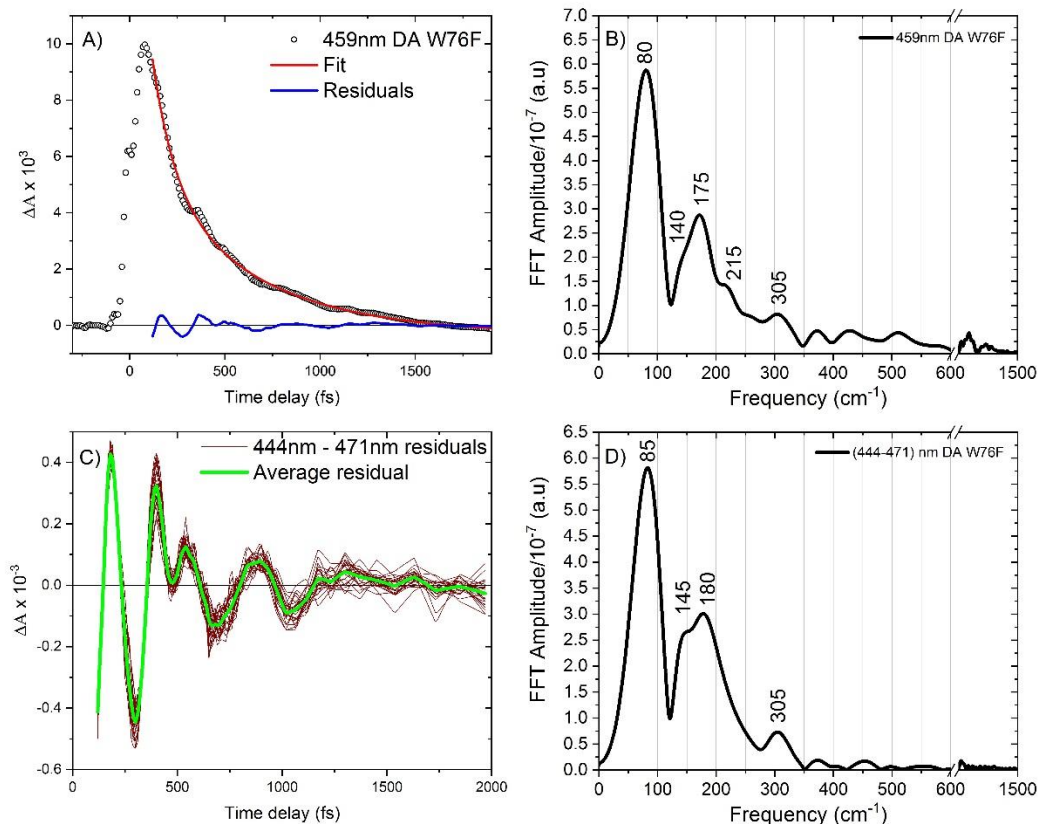 A)
459nm DA W76F
Fit
Residuals
ΔA x 10³
10
8
6
4
2
0
0 500 1000 1500
Time delay (fs)
B)
459nm DA W76F
FFT Amplitude/10⁻⁷ (a.u)
7.0
6.5
6.0
5.5
5.0
4.5
4.0
3.5
3.0
2.5
2.0
1.5
1.0
0.5
0.0
80
140
175
215
305
0 100 200 300 400 500 600 1500
Frequency (cm⁻¹)
C)
444nm - 471nm residuals
Average residual
ΔA x 10⁻³
0.4
0.2
0.0
-0.2
-0.4
-0.6
0 500 1000 1500 2000
Time delay (fs)
D)
(444-471) nm DA W76F
FFT Amplitude/10⁻⁷ (a.u)
6.5
6.0
5.5
5.0
4.5
4.0
3.5
3.0
2.5
2.0
1.5
1.0
0.5
0.0
85
145
180
305
0 100 200 300 400 500 600 1500
Frequency (cm⁻¹)